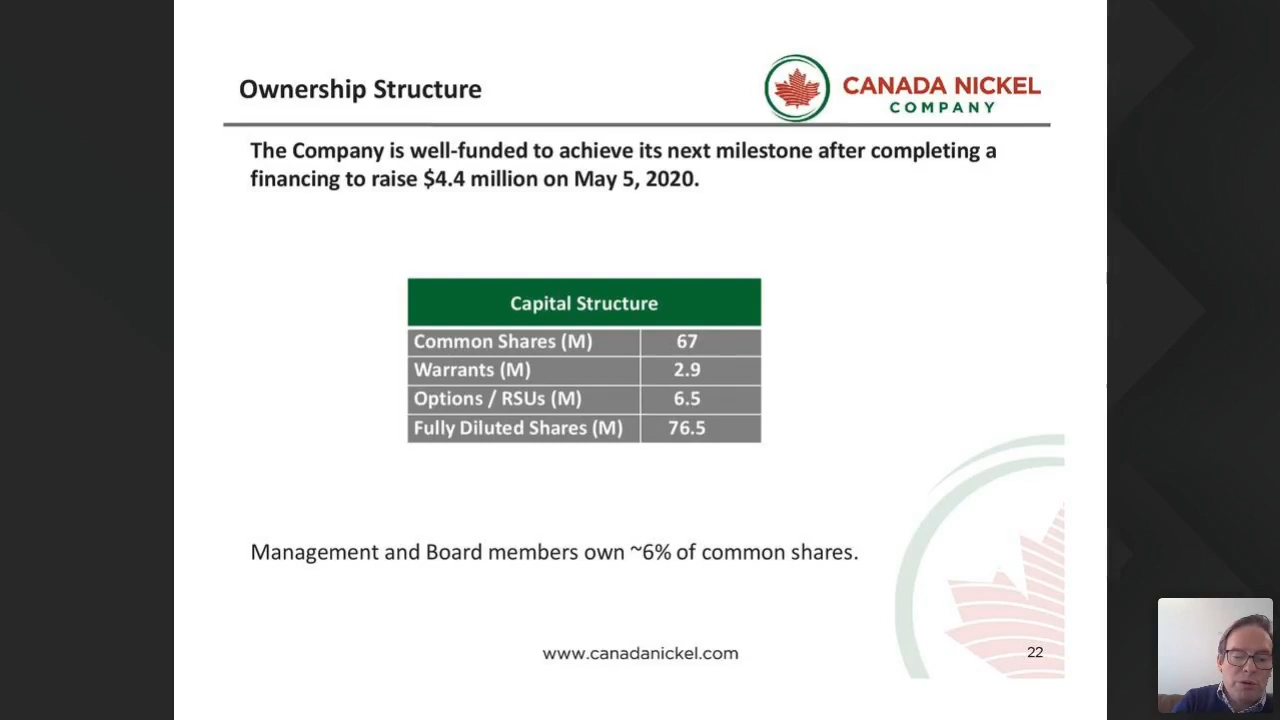 Ownership Structure
CANADA NICKEL
COMPANY
The Company is well-funded to achieve its next milestone after completing a
financing to raise $4.4 million on May 5, 2020.
Capital Structure
Common Shares (M) 67
Warrants (M) 2.9
Options / RSUs (M) 6.5
Fully Diluted Shares (M) 76.5
Management and Board members own ~6% of common shares.
www.canadanickel.com
22